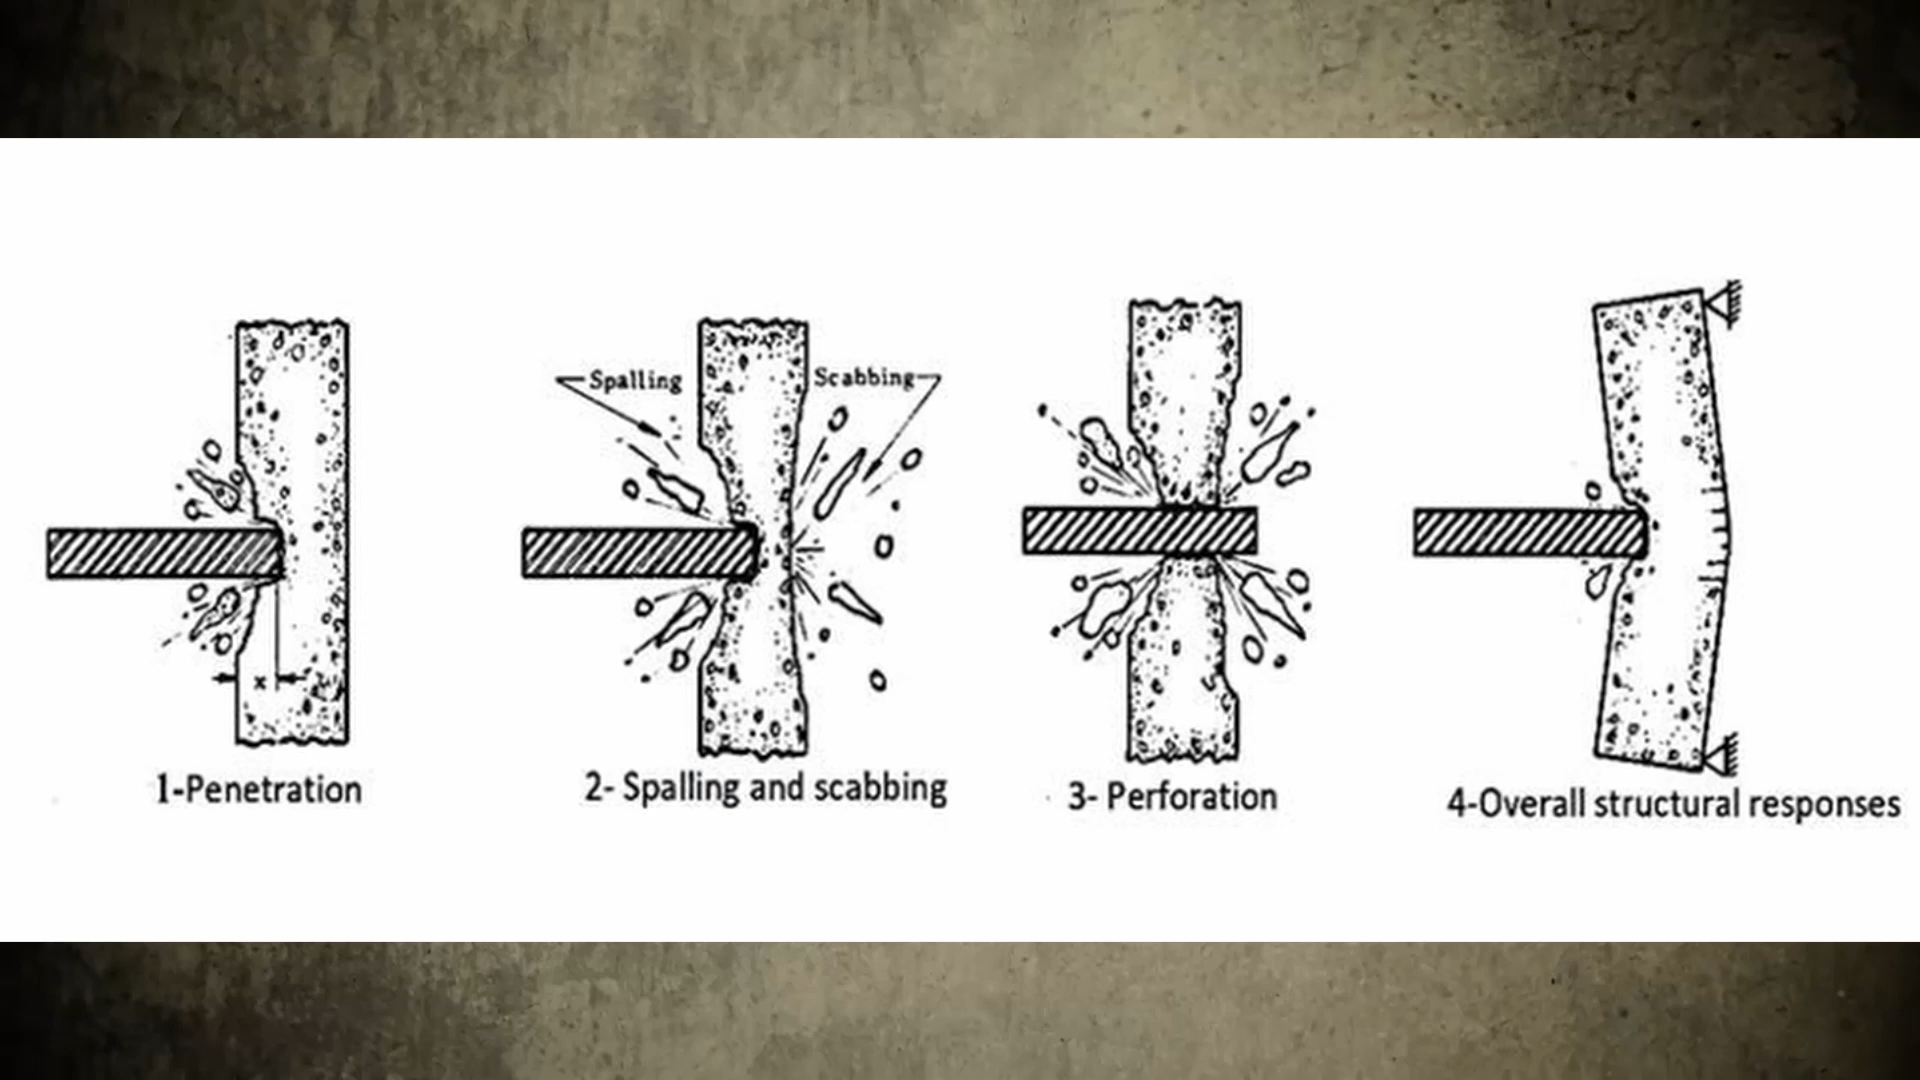 Spalling
Scabbing
x
1-Penetration
2- Spalling and scabbing
3- Perforation
4-Overall structural responses